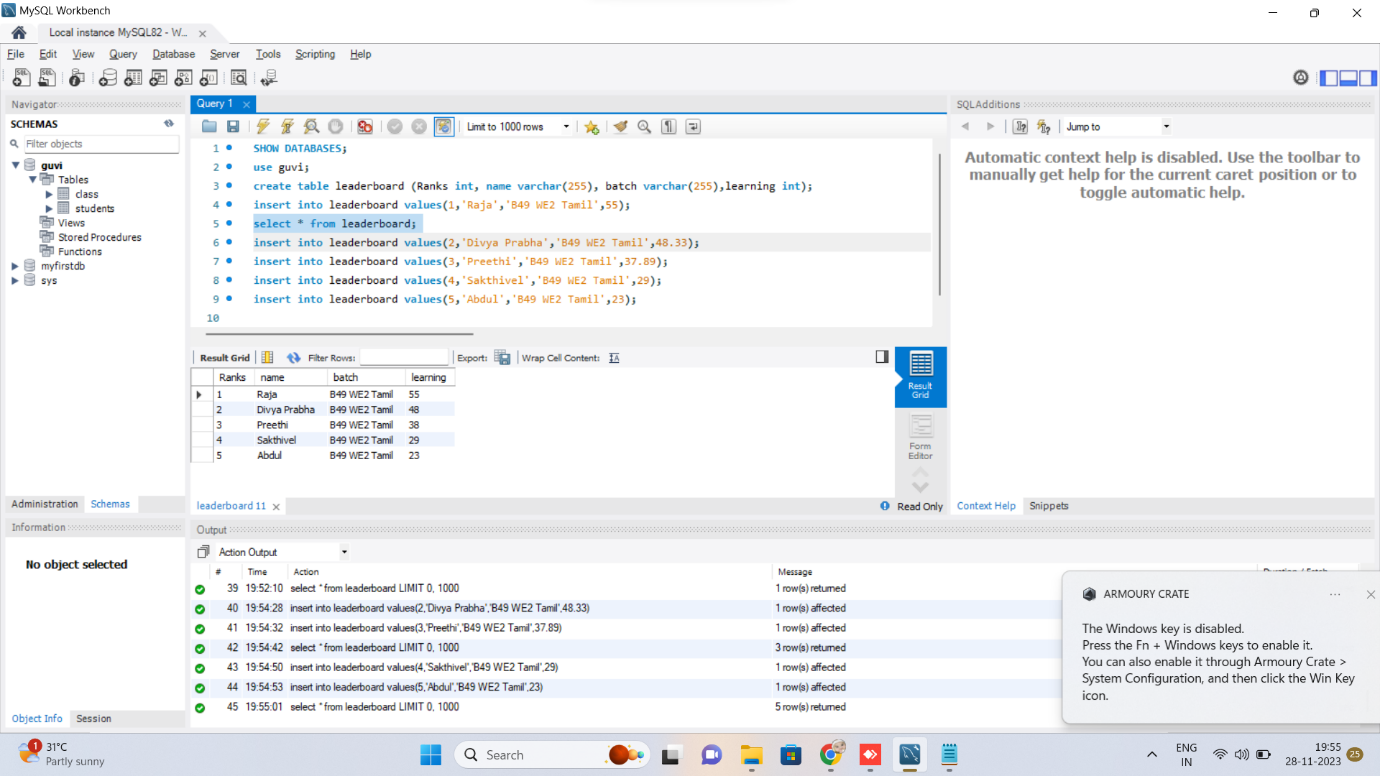 MySQL Workbench
Local instance MySQL82 - W...
File Edit View Query Database Server Tools Scripting Help
Navigator
SCHEMAS
Filter objects
guvi
Tables
class
students
Views
Stored Procedures
Functions
myfirstdb
sys
Administration Schemas
Information
No object selected
Object Info Session
Query 1
Limit to 1000 rows
1 SHOW DATABASES;
2 use guvi;
3 create table leaderboard (Ranks int, name varchar(255), batch varchar(255),learning int);
4 insert into leaderboard values(1,'Raja','B49 WE2 Tamil',55);
5 select * from leaderboard;
6 insert into leaderboard values(2,'Divya Prabha','B49 WE2 Tamil',48.33);
7 insert into leaderboard values(3,'Preethi','B49 WE2 Tamil',37.89);
8 insert into leaderboard values(4,'Sakthivel','B49 WE2 Tamil',29);
9 insert into leaderboard values(5,'Abdul','B49 WE2 Tamil',23);
10
Result Grid Filter Rows: Export: Wrap Cell Content:
Ranks name batch learning
1 Raja B49 WE2 Tamil 55
2 Divya Prabha B49 WE2 Tamil 48
3 Preethi B49 WE2 Tamil 38
4 Sakthivel B49 WE2 Tamil 29
5 Abdul B49 WE2 Tamil 23
Result
Grid
Form
Editor
leaderboard 11
Read Only
SQLAdditions
Jump to
Automatic context help is disabled. Use the toolbar to
manually get help for the current caret position or to
toggle automatic help.
Context Help Snippets
Output
Action Output
# Time Action Message
39 19:52:10 select * from leaderboard LIMIT 0, 1000 1 row(s) returned
40 19:54:28 insert into leaderboard values(2,'Divya Prabha','B49 WE2 Tamil',48.33) 1 row(s) affected
41 19:54:32 insert into leaderboard values(3,'Preethi','B49 WE2 Tamil',37.89) 1 row(s) affected
42 19:54:42 select * from leaderboard LIMIT 0, 1000 3 row(s) returned
43 19:54:50 insert into leaderboard values(4,'Sakthivel','B49 WE2 Tamil',29) 1 row(s) affected
44 19:54:53 insert into leaderboard values(5,'Abdul','B49 WE2 Tamil',23) 1 row(s) affected
45 19:55:01 select * from leaderboard LIMIT 0, 1000 5 row(s) returned
ARMOURY CRATE
The Windows key is disabled.
Press the Fn + Windows keys to enable it.
You can also enable it through Armoury Crate >
System Configuration, and then click the Win Key
icon.
1
31°C
Partly sunny
Search
ENG
IN
19:55
28-11-2023
25